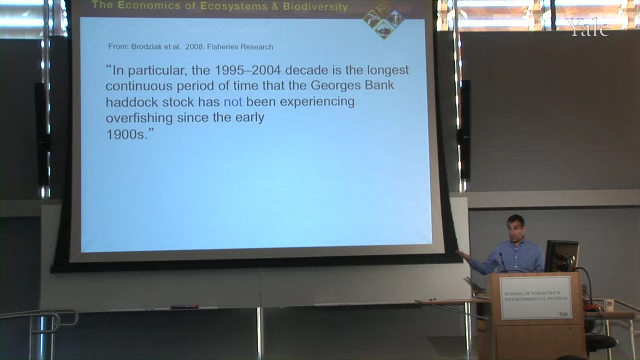 The Economics of Ecosystems & Biodiversity
Yale
From: Brodziak et al. 2008. Fisheries Research
"In particular, the 1995–2004 decade is the longest
continuous period of time that the Georges Bank
haddock stock has not been experiencing
overfishing since the early
1900s."
SCHOOL OF FORESTRY &
ENVIRONMENTAL STUDIES
Yale